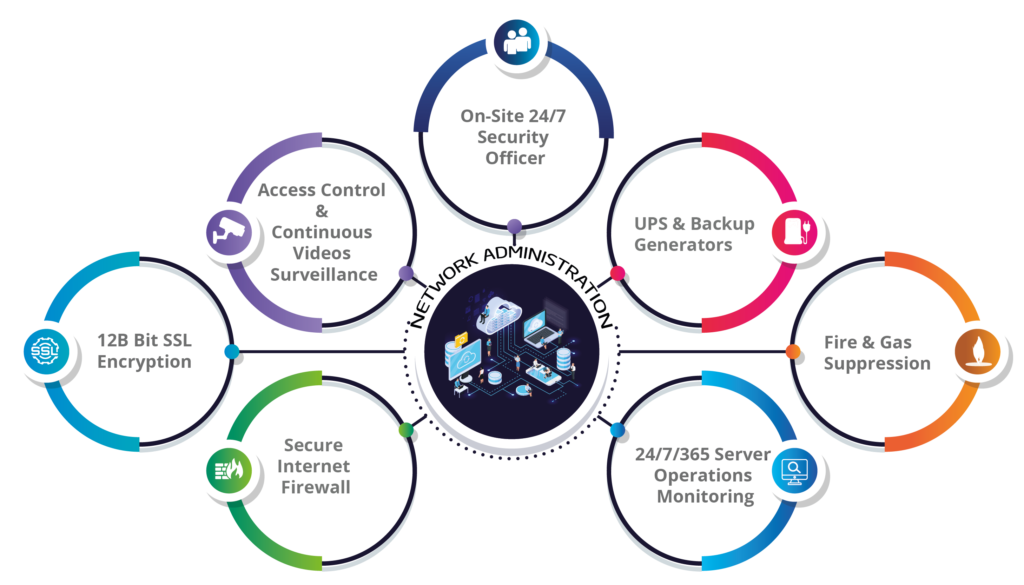 On-Site 24/7
Security
Officer
Access Control
&
Continuous
Videos
Surveillance
UPS & Backup
Generators
NETWORK ADMINISTRATION
12B Bit SSL
Encryption
SSL
Fire & Gas
Suppression
Secure
Internet
Firewall
24/7/365 Server
Operations
Monitoring